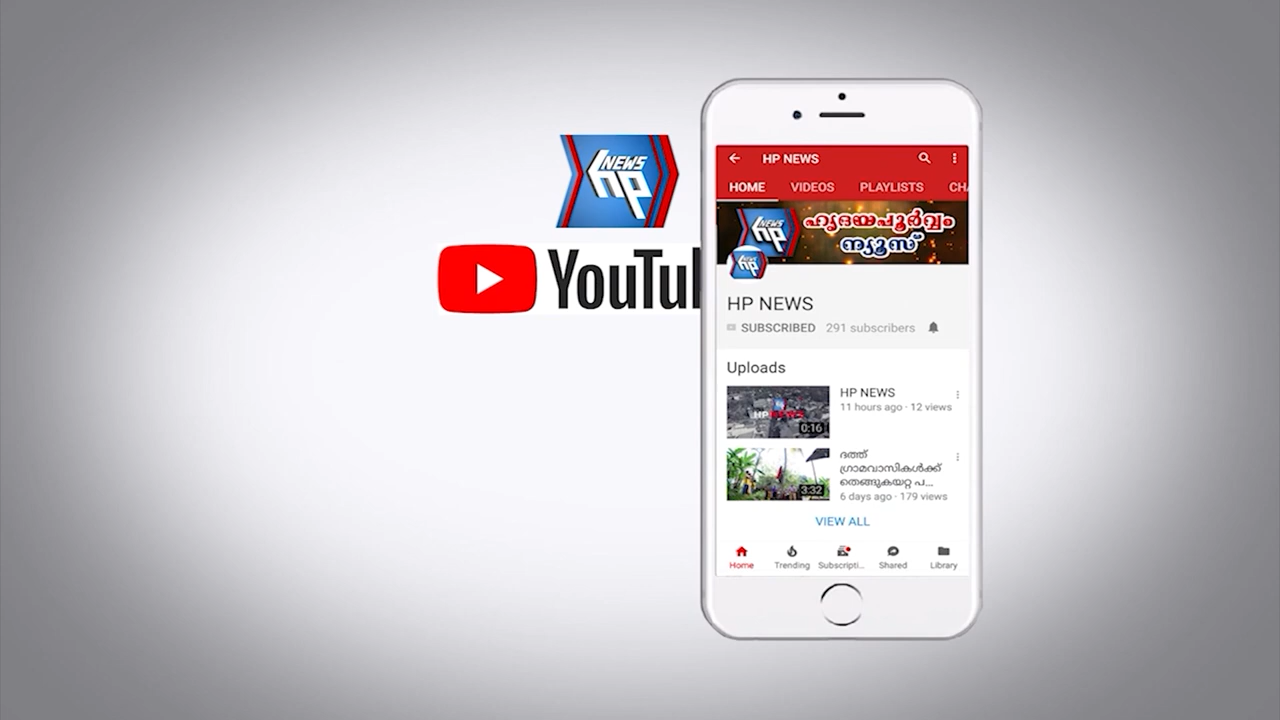 NEWS
hp
YouTu
HP NEWS
HOME VIDEOS PLAYLISTS CHA
NEWS
hp
ഹൃദയപൂർവ്വം
ന്യൂസ്
NEWS
hp
HP NEWS
SUBSCRIBED 291 subscribers
Uploads
HP NEWS
0:16
HP NEWS
11 hours ago · 12 views
3:32
ദത്ത്
ഗ്രാമവാസികൾക്ക്
തെങ്ങുകയറ്റ പ...
6 days ago · 179 views
VIEW ALL
Home Trending Subscripti... Shared Library